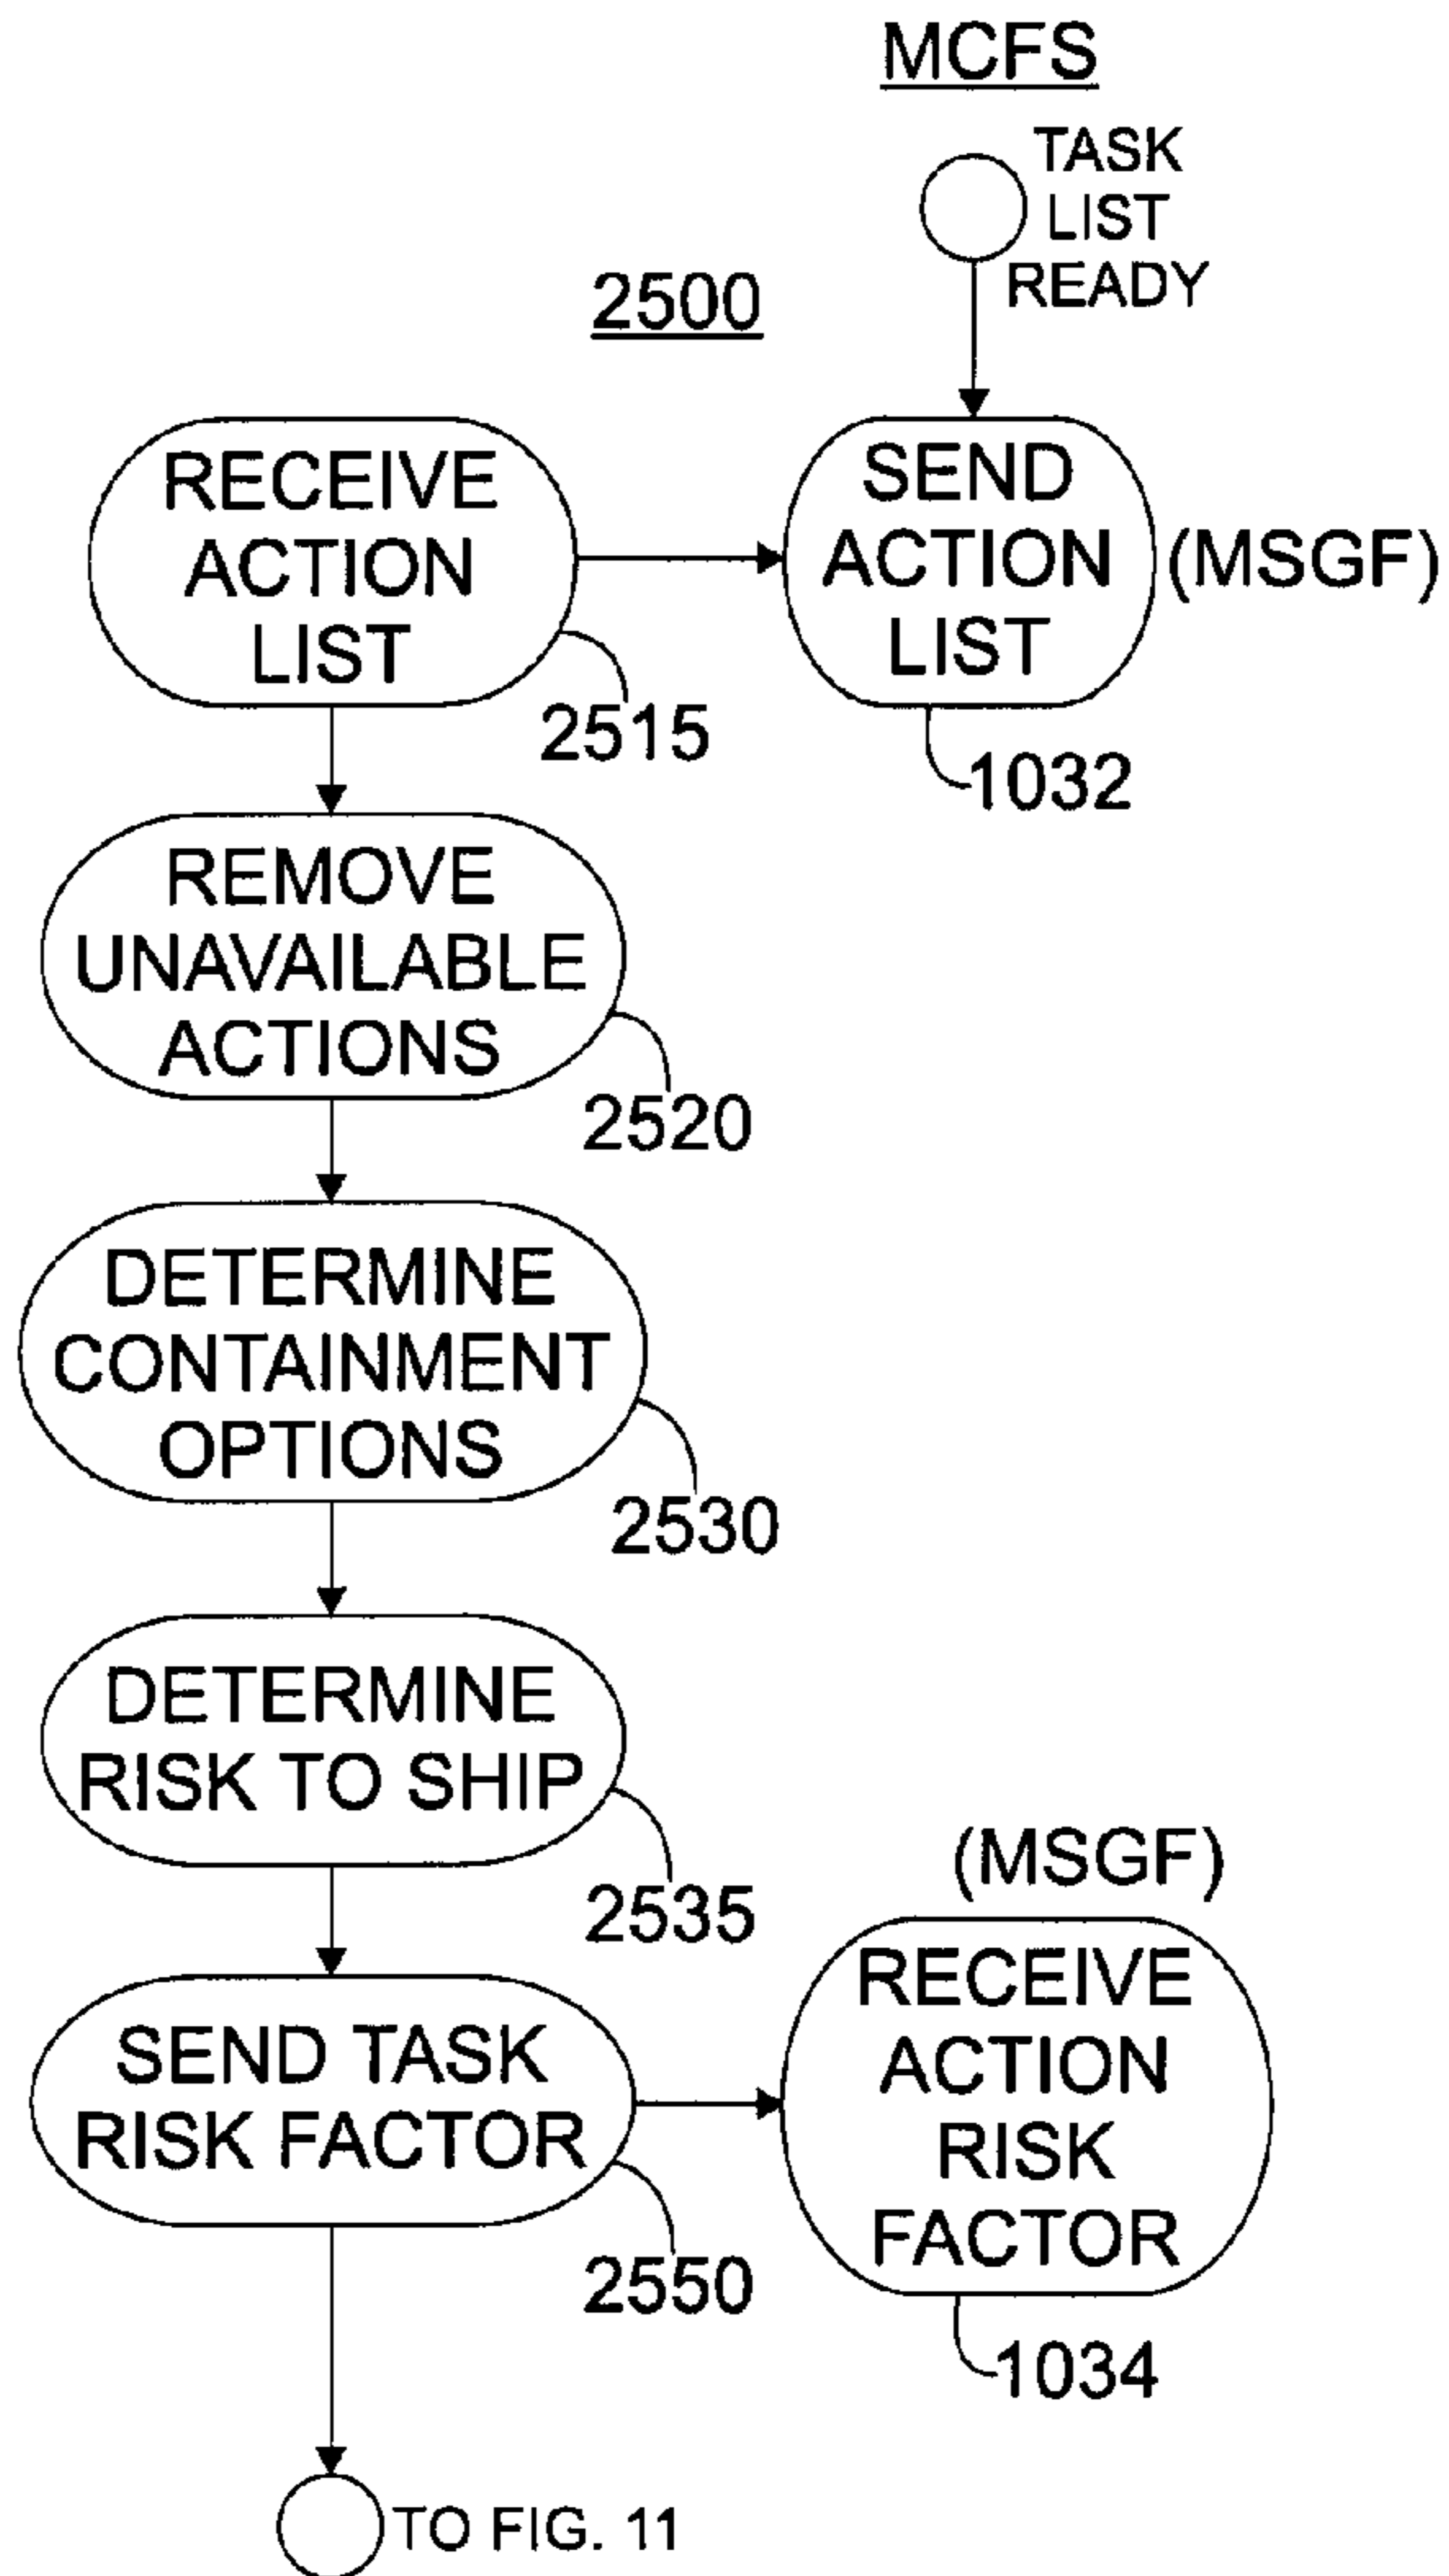 MCFS
TASK
LIST
READY
2500
RECEIVE
ACTION
LIST
2515
SEND
ACTION
LIST
(MSGF)
1032
REMOVE
UNAVAILABLE
ACTIONS
2520
DETERMINE
CONTAINMENT
OPTIONS
2530
DETERMINE
RISK TO SHIP
2535
SEND TASK
RISK FACTOR
2550
(MSGF)
RECEIVE
ACTION
RISK
FACTOR
1034
TO FIG. 11